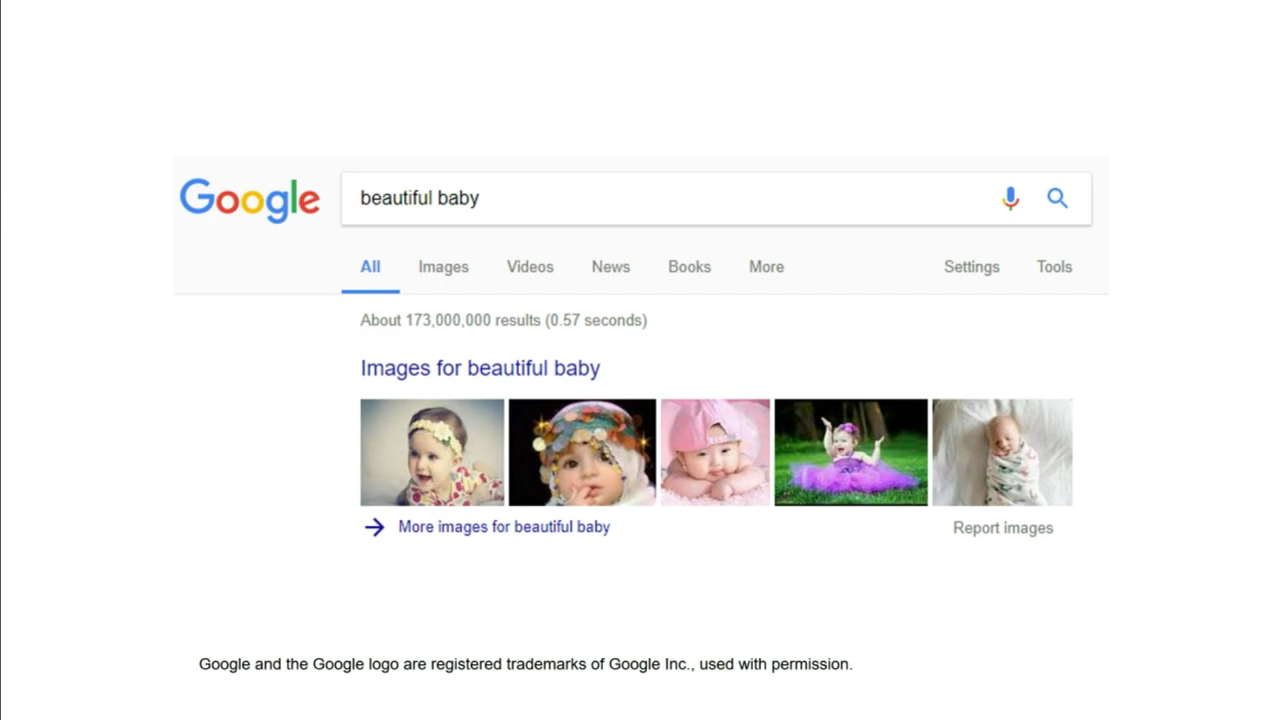 Google
beautiful baby
All Images Videos News Books More Settings Tools
About 173,000,000 results (0.57 seconds)
Images for beautiful baby
More images for beautiful baby Report images
Google and the Google logo are registered trademarks of Google Inc., used with permission.